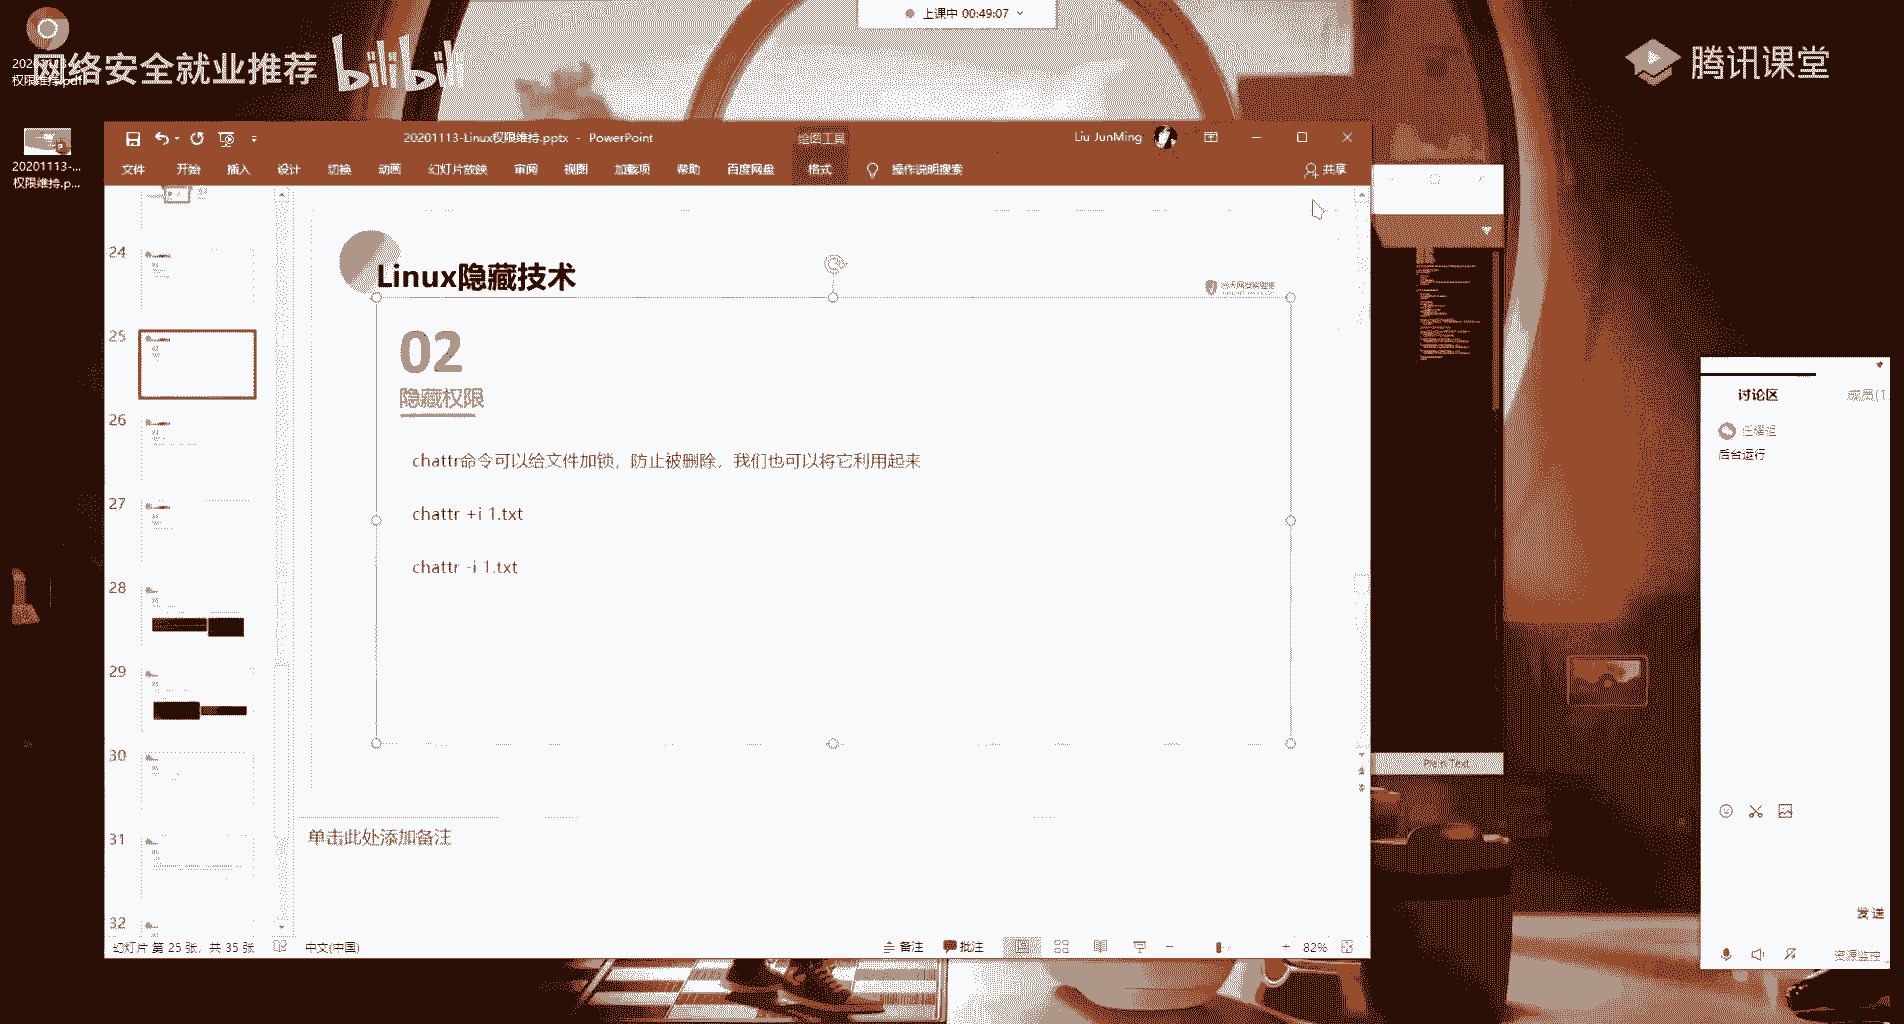 上课中 00:49:07
网络安全就业推荐
bilibili
腾讯课堂
权限维持.pdf
20201113-...
权限维持.p...
20201113-Linux权限维持.pptx - PowerPoint
绘图工具
Liu JunMing
文件 开始 插入 设计 切换 动画 幻灯片放映 审阅 视图 加载项 帮助 百度网盘 格式 操作说明搜索 共享
24
25
26
27
28
29
30
31
32
Linux隐藏技术
02
隐藏权限
chattr命令可以给文件加锁，防止被删除，我们也可以将它利用起来
chattr +i 1.txt
chattr -i 1.txt
单击此处添加备注
幻灯片 第 25 张，共 35 张 中文(中国) 备注 批注 82%
Plain Text
讨论区 成员(1
后台运行
发送
资源监控